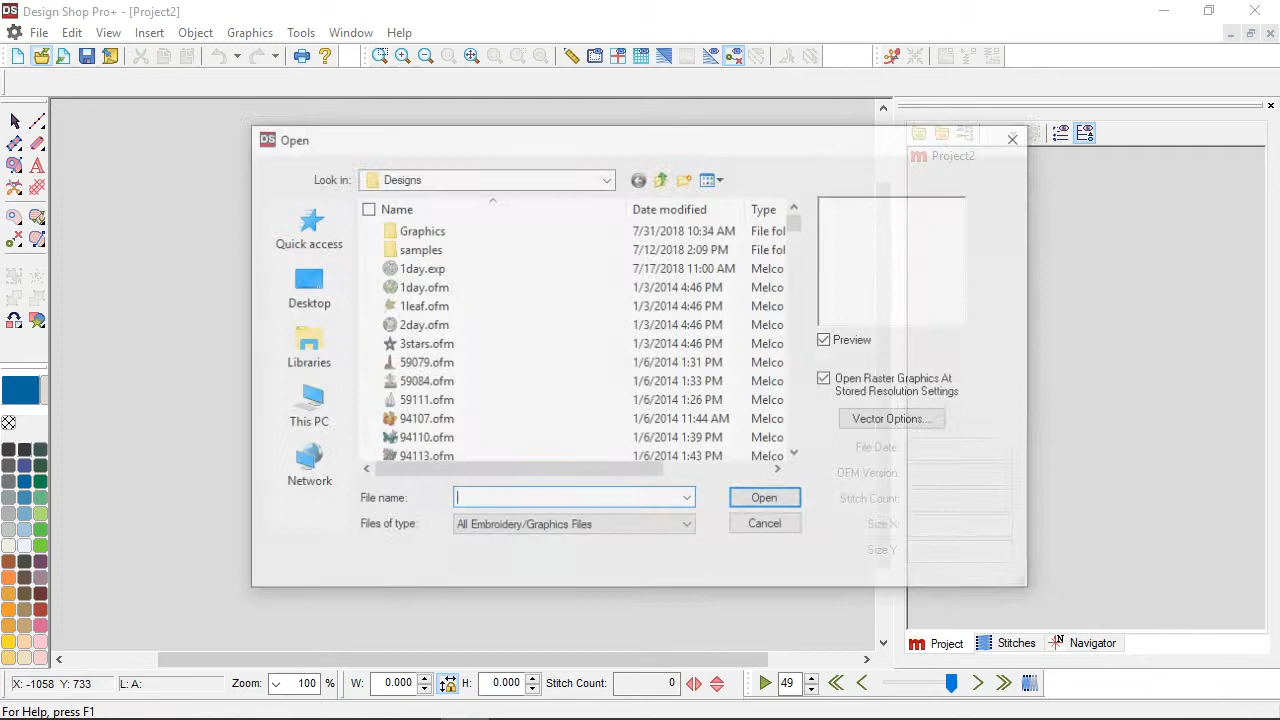 DS Design Shop Pro+ - [Project2]
File Edit View Insert Object Graphics Tools Window Help
DS Open
Project2
Look in: Designs
Name Date modified Type
Quick access
Desktop
Libraries
This PC
Network
Graphics 7/31/2018 10:34 AM File fol
samples 7/12/2018 2:09 PM File fol
1day.exp 7/17/2018 11:00 AM Melco
1day.ofm 1/3/2014 4:46 PM Melco
1leaf.ofm 1/3/2014 4:46 PM Melco
2day.ofm 1/3/2014 4:46 PM Melco
3stars.ofm 1/3/2014 4:46 PM Melco
59079.ofm 1/6/2014 1:31 PM Melco
59084.ofm 1/6/2014 1:33 PM Melco
59111.ofm 1/6/2014 1:26 PM Melco
94107.ofm 1/6/2014 11:44 AM Melco
94110.ofm 1/6/2014 1:39 PM Melco
94113.ofm 1/6/2014 1:43 PM Melco
Preview
Open Raster Graphics At
Stored Resolution Settings
Vector Options...
File Date:
OFM Version:
Stitch Count:
Size X:
Size Y:
File name: Open
Files of type: All Embroidery/Graphics Files Cancel
Project Stitches Navigator
X: -1058 Y: 733 L: A: Zoom: 100 % W: 0.000 H: 0.000 Stitch Count: 0 49
For Help, press F1